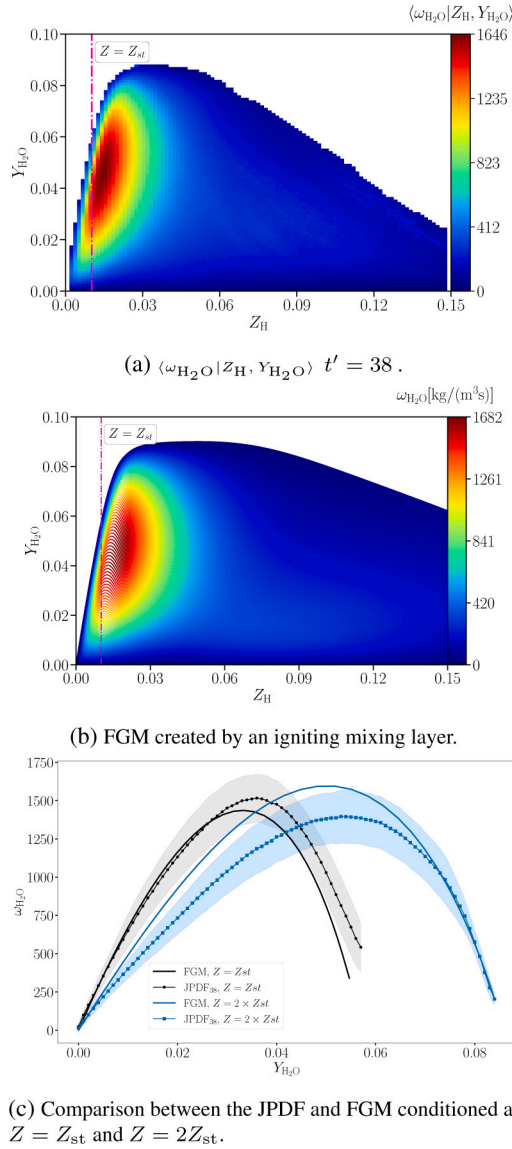 ⟨ω_H₂O|Z_H, Y_H₂O⟩
0.10
0.08
0.06
0.04
0.02
0.00
Y_H₂O
Z = Z_st
1646
1235
823
412
0
0.00 0.03 0.06 0.09 0.12 0.15
Z_H
(a) ⟨ω_H₂O|Z_H, Y_H₂O⟩ t′ = 38 .
ω_H₂O[kg/(m³s)]
0.10
0.08
0.06
0.04
0.02
0.00
Y_H₂O
Z = Z_st
1682
1261
841
420
0
0.00 0.03 0.06 0.09 0.12 0.15
Z_H
(b) FGM created by an igniting mixing layer.
1750
1500
1250
1000
750
500
250
0
ω_H₂O
FGM, Z = Zst
JPDF₃₈, Z = Zst
FGM, Z = 2 × Zst
JPDF₃₈, Z = 2 × Zst
0.00 0.02 0.04 0.06 0.08
Y_H₂O
(c) Comparison between the JPDF and FGM conditioned a
Z = Z_st and Z = 2Z_st.